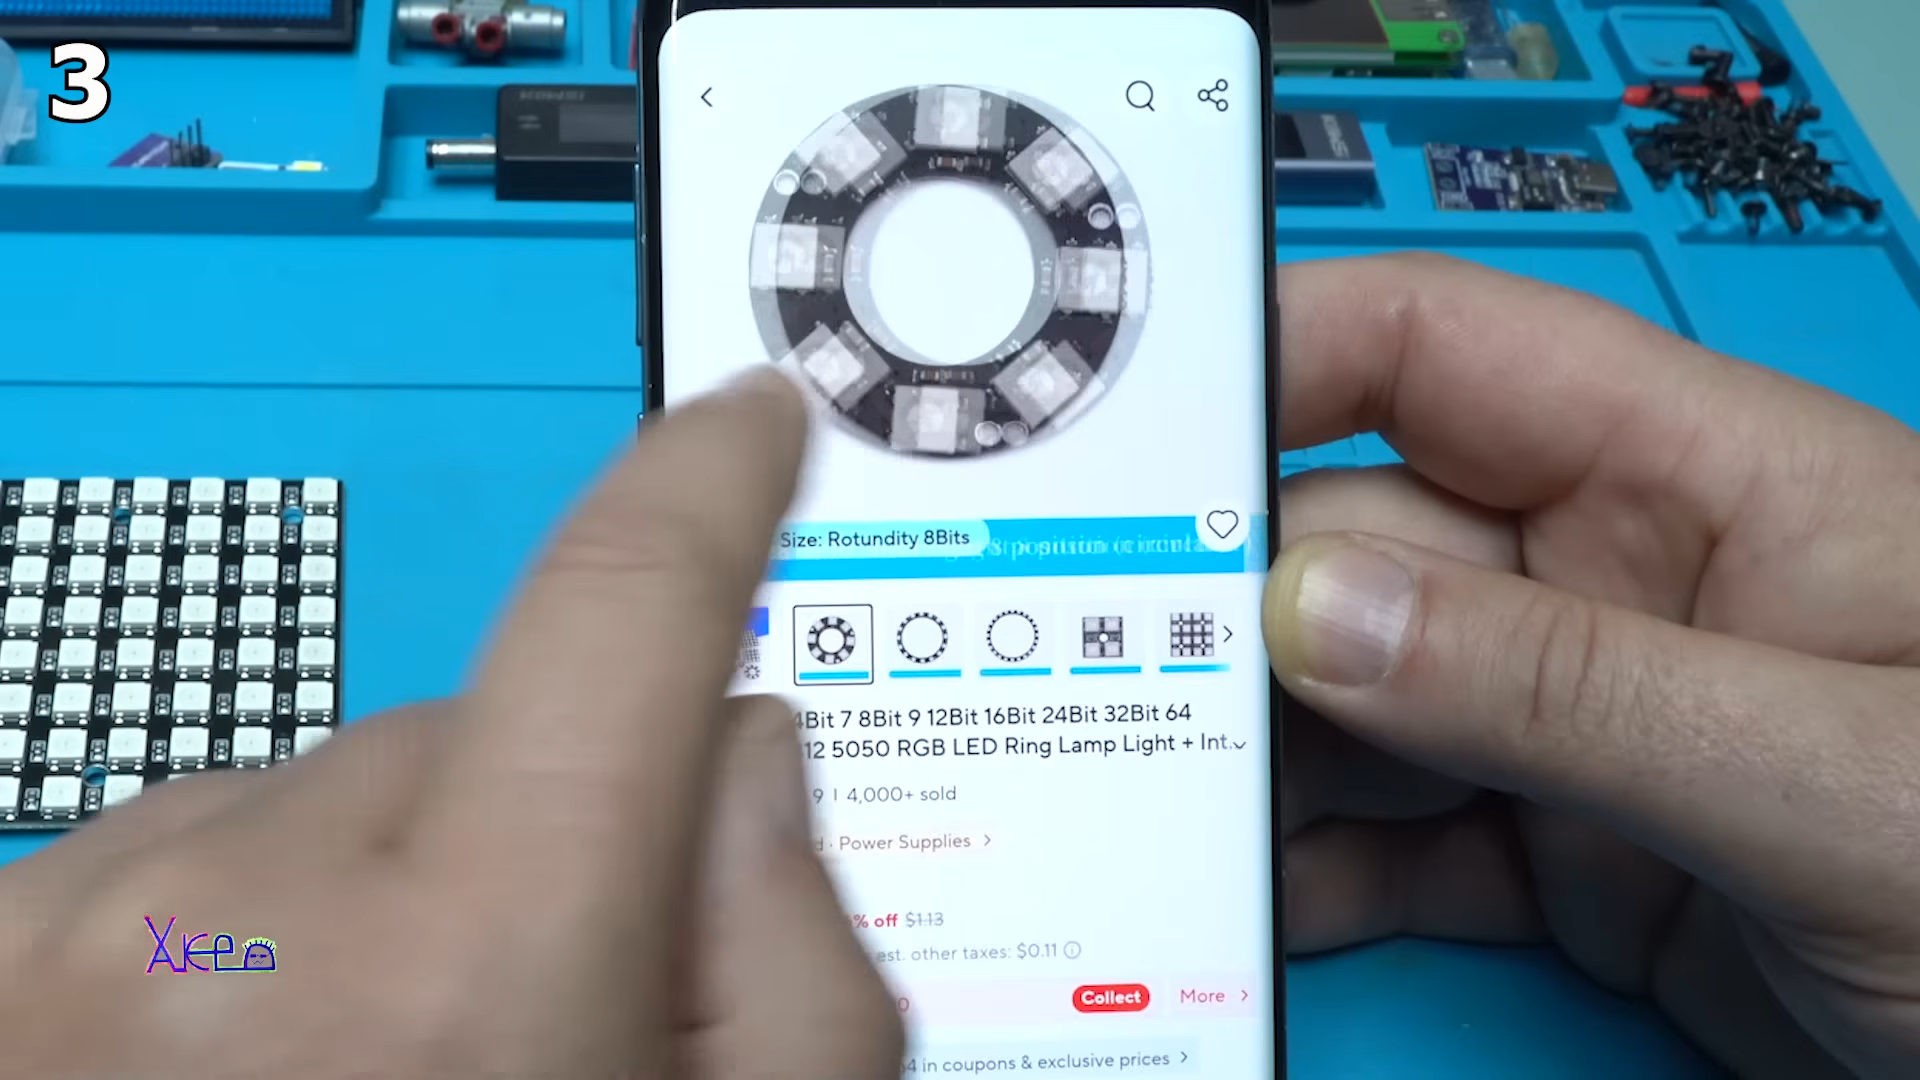 3
Size: Rotundity 8Bits
4Bit 7 8Bit 9 12Bit 16Bit 24Bit 32Bit 64
12 5050 RGB LED Ring Lamp Light + Int.
9 | 4,000+ sold
d · Power Supplies >
% off $1.13
est. other taxes: $0.11
Collect
More >
4 in coupons & exclusive prices >